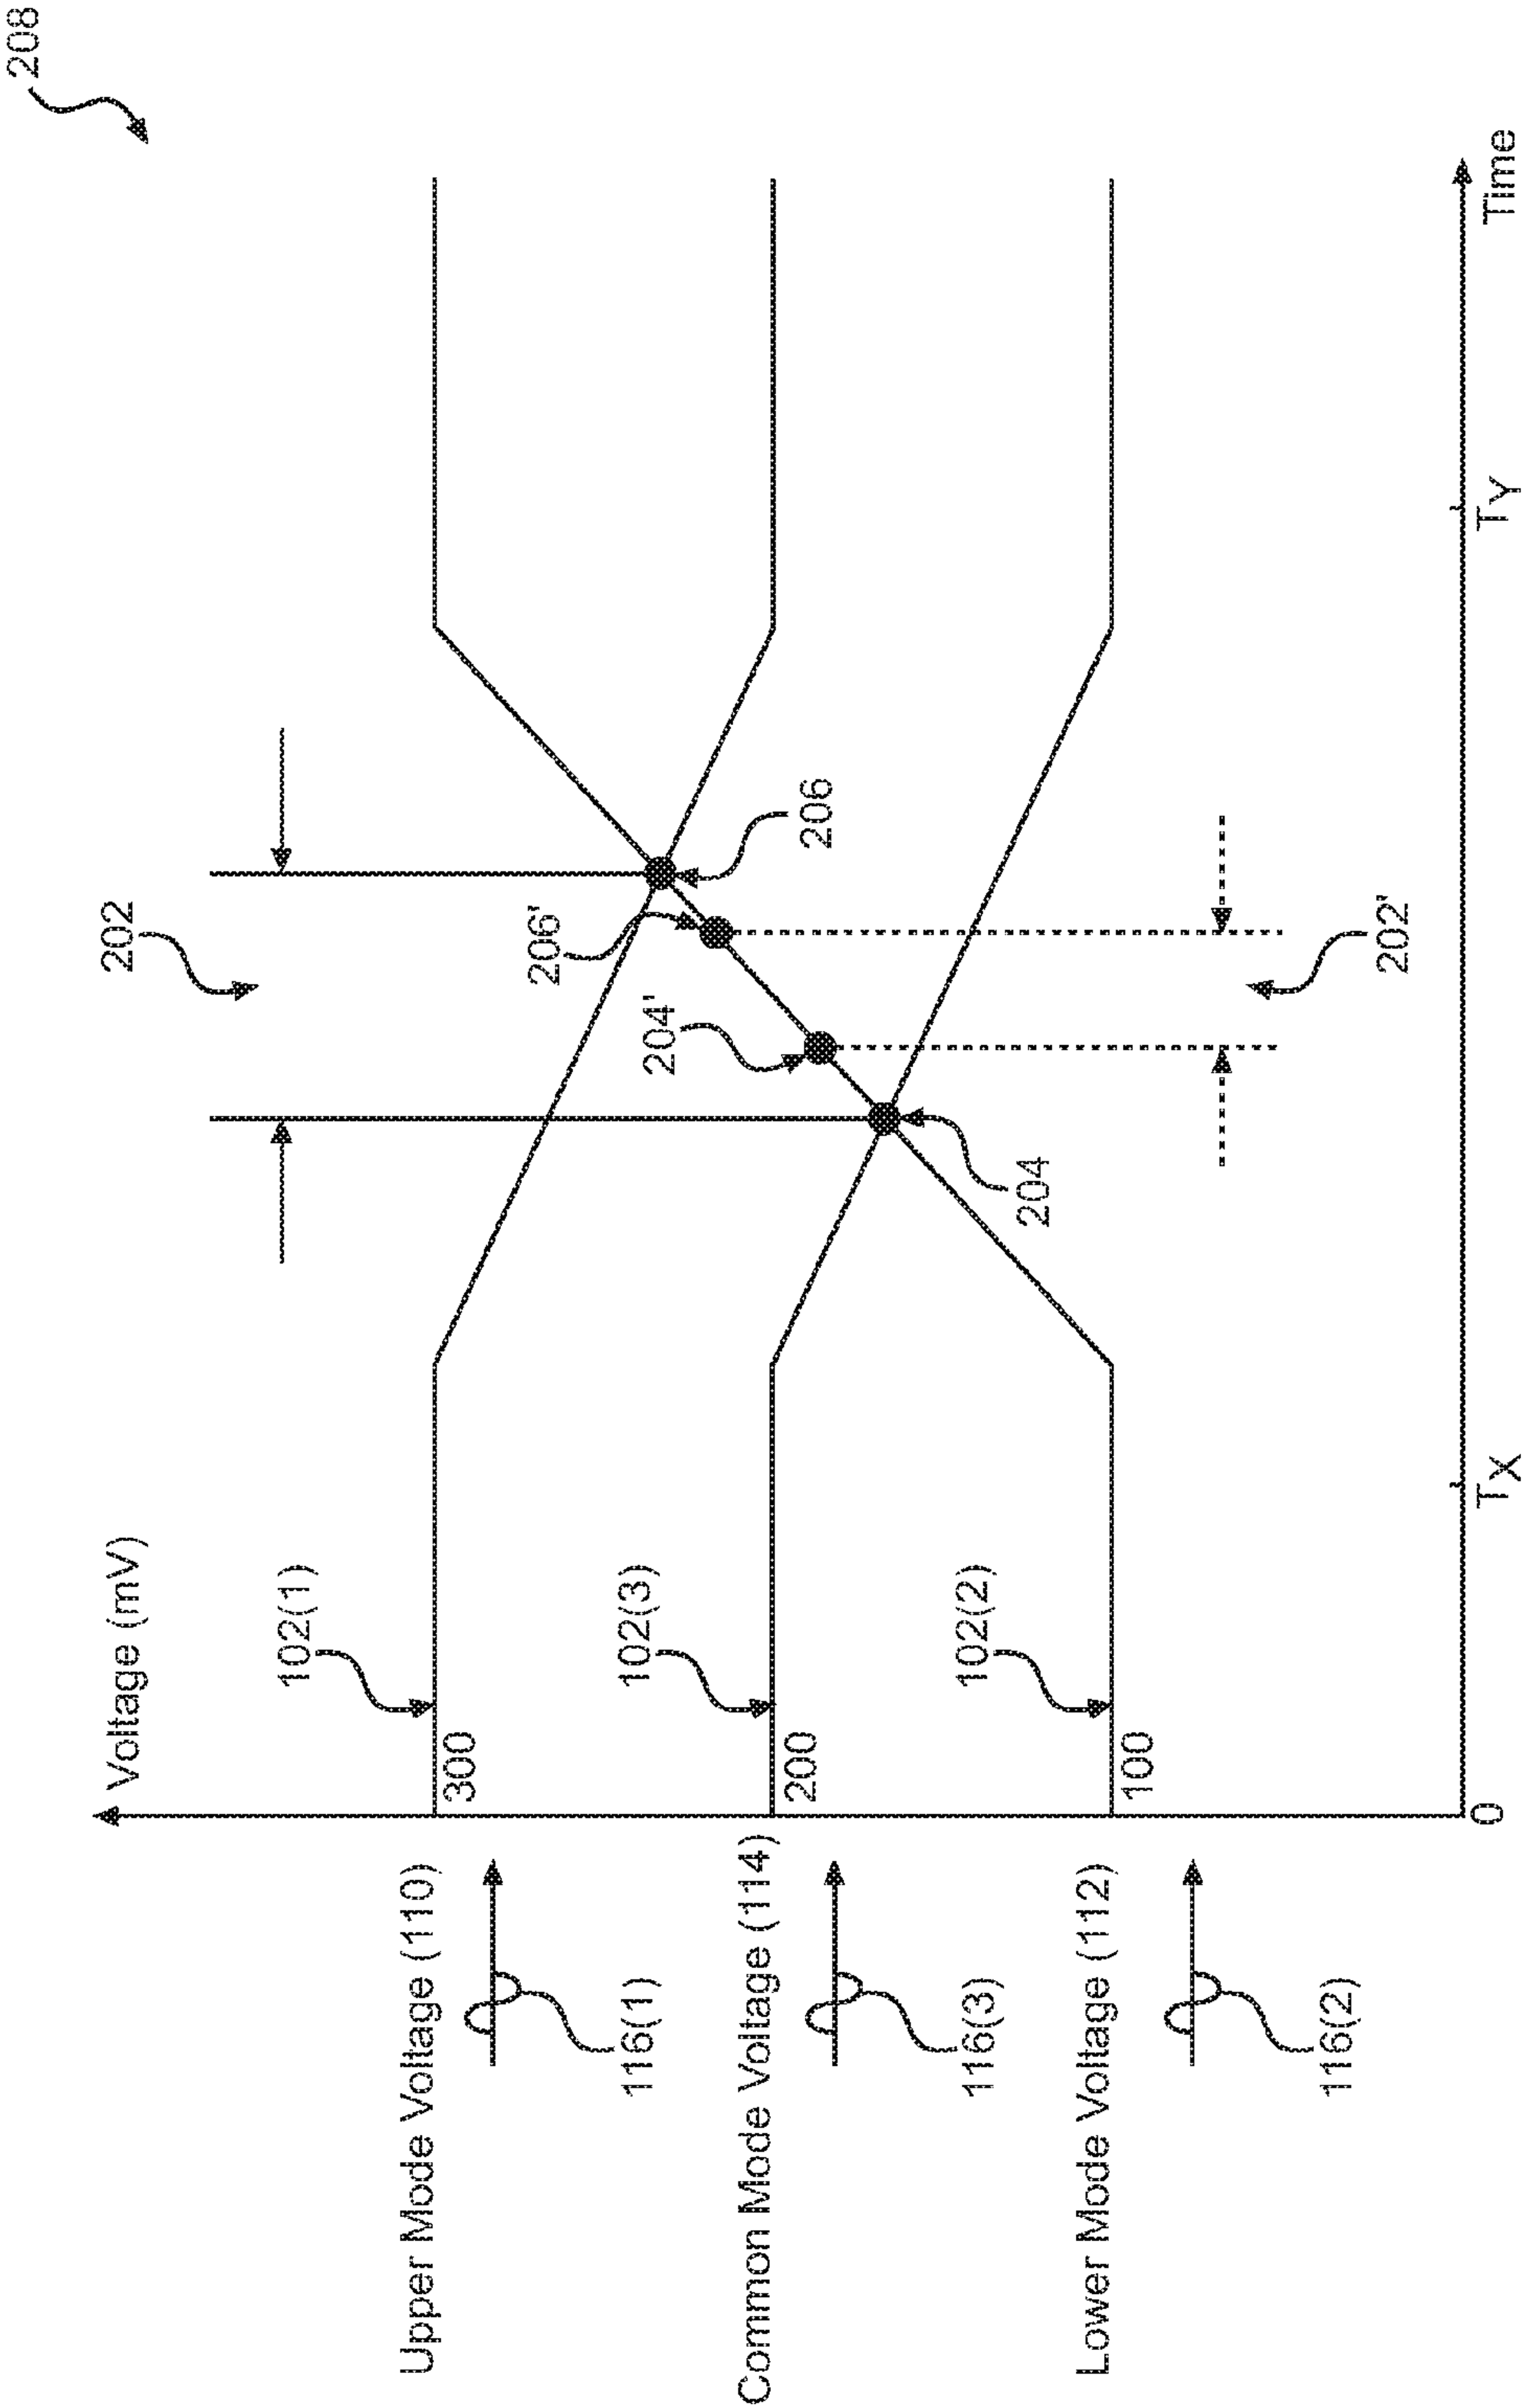 208
Voltage (mV)
202
102(1)
Upper Mode Voltage (110)
300
116(1)
206'
204'
206
102(3)
Common Mode Voltage (114)
200
116(3)
204
102(2)
Lower Mode Voltage (112)
100
116(2)
202'
0
TX
TY
Time